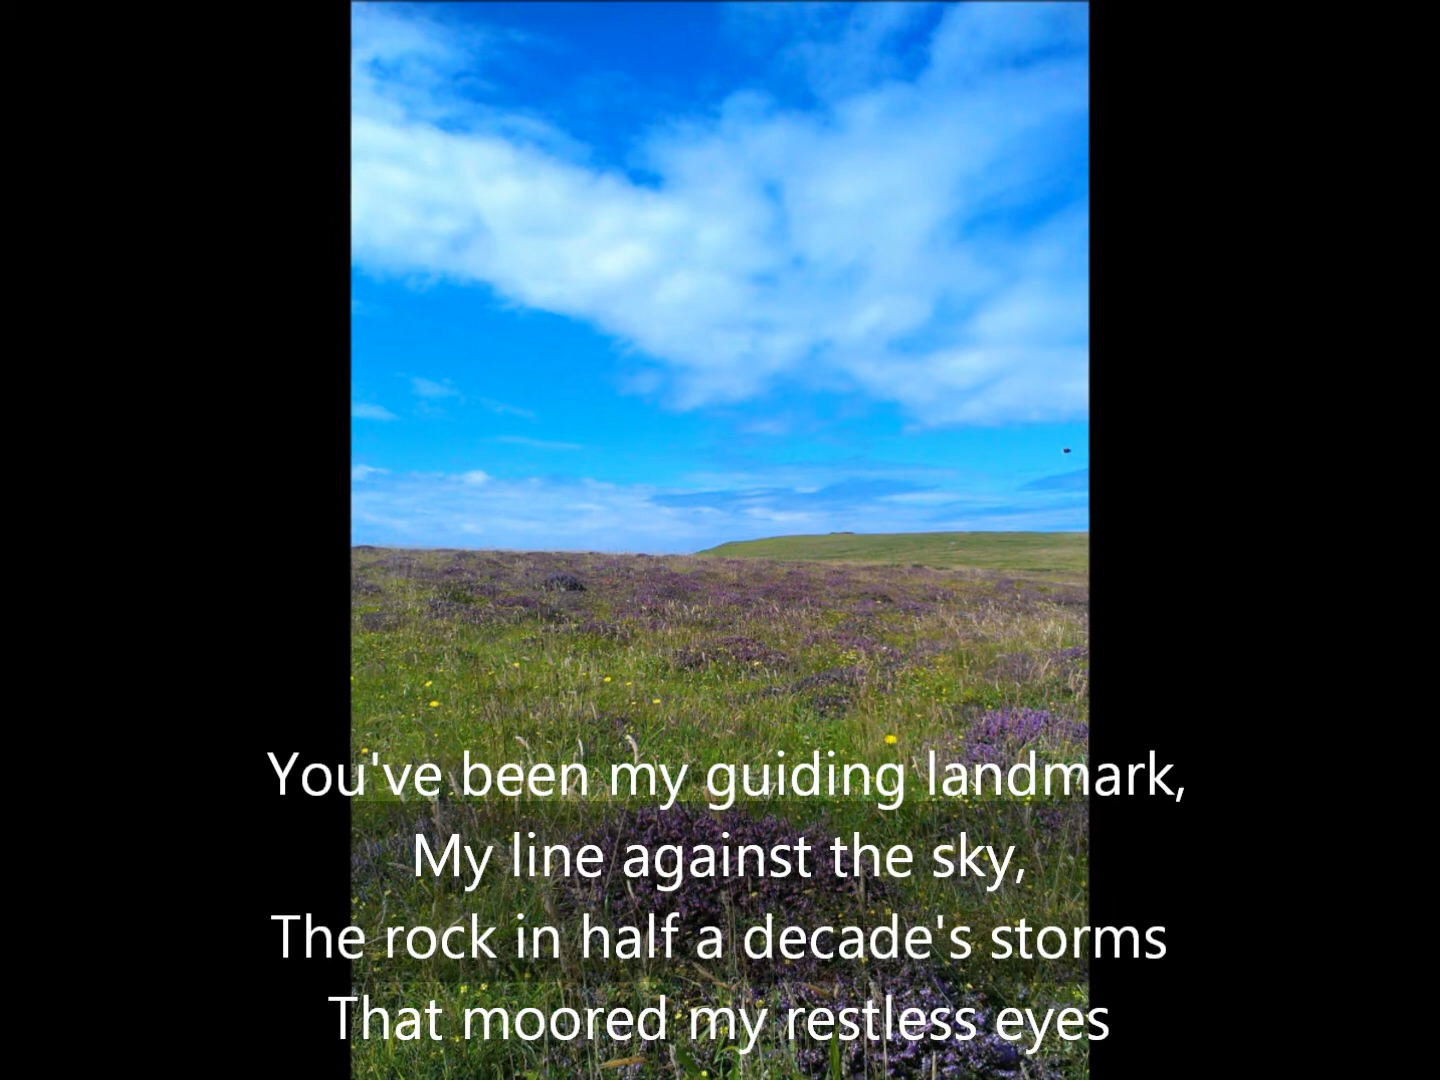 You've been my guiding landmark,
My line against the sky,
The rock in half a decade's storms
That moored my restless eyes